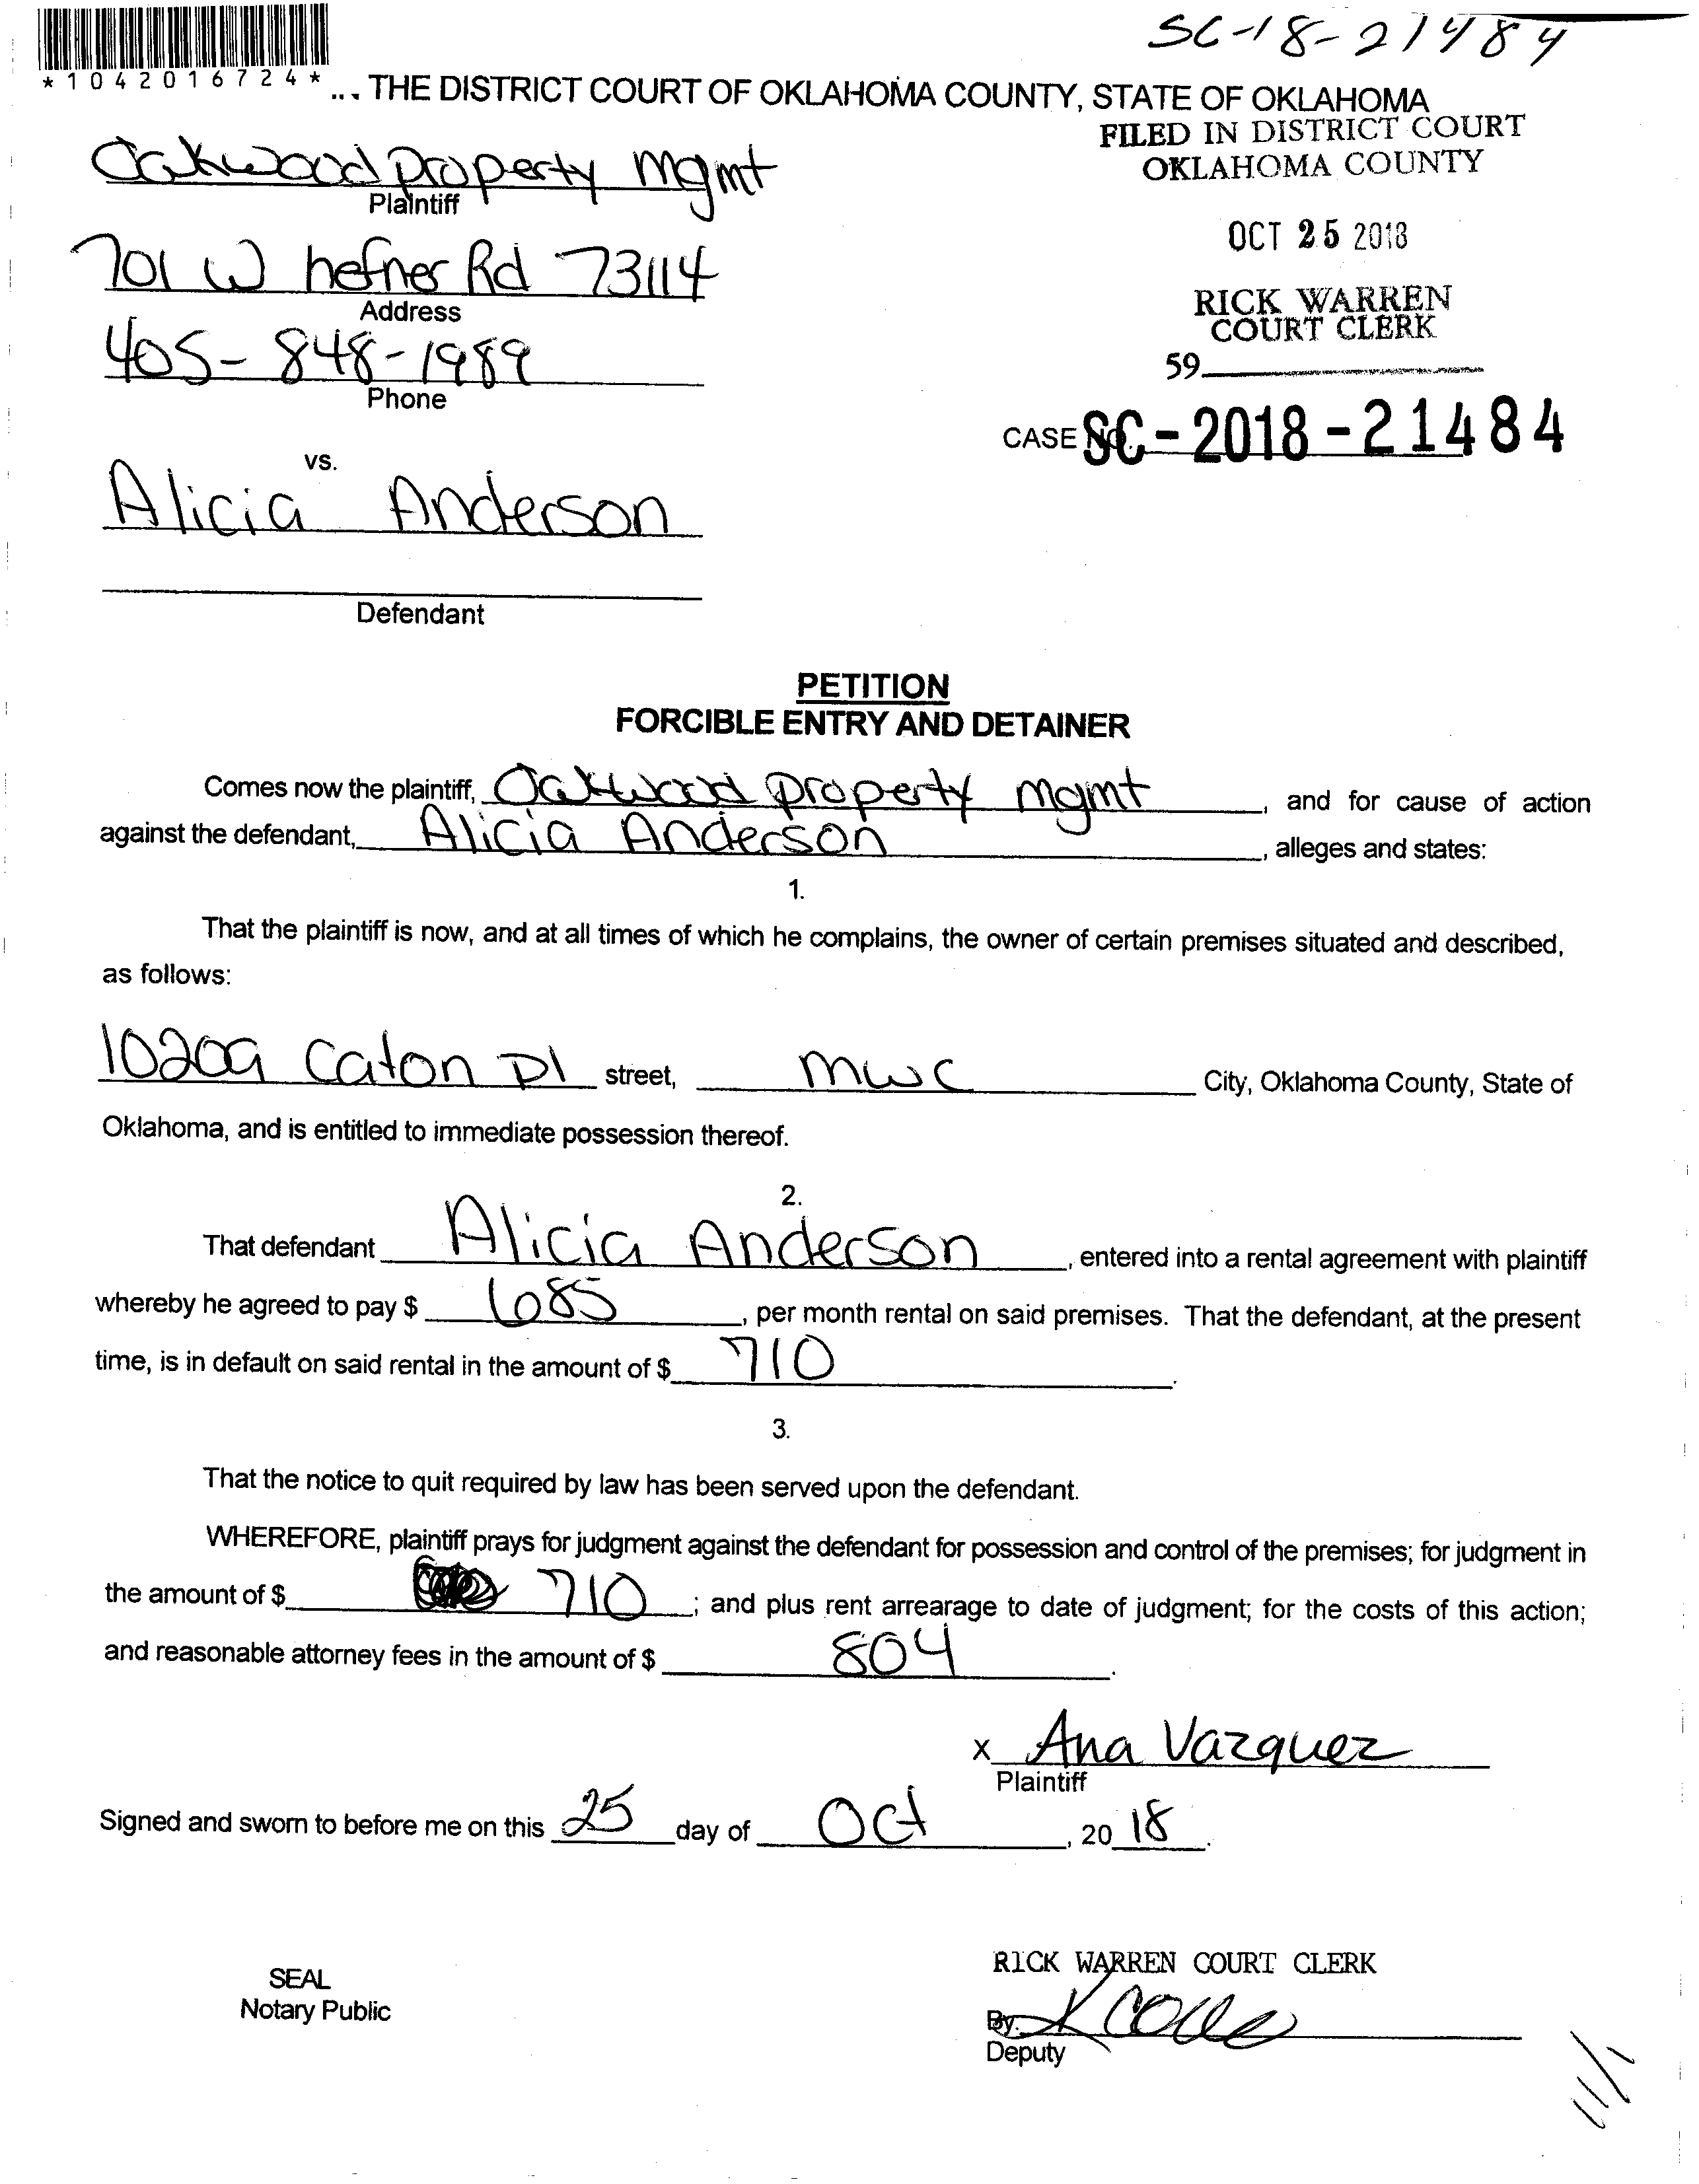 SC-18-21484
*1042016724*
THE DISTRICT COURT OF OKLAHOMA COUNTY, STATE OF OKLAHOMA
FILED IN DISTRICT COURT
OKLAHOMA COUNTY
Oakwood property mgmt
Plaintiff
OCT 25 2018
701 W hefner Rd 73114
Address
RICK WARREN
COURT CLERK
405-848-1989
Phone
59
CASE No. SC-2018-21484
vs.
Alicia Anderson
Defendant
PETITION
FORCIBLE ENTRY AND DETAINER
Comes now the plaintiff, Oakwood property mgmt, and for cause of action
against the defendant, Alicia Anderson, alleges and states:
1.
That the plaintiff is now, and at all times of which he complains, the owner of certain premises situated and described,
as follows:
10209 Caton Pl street, mwc City, Oklahoma County, State of
Oklahoma, and is entitled to immediate possession thereof.
2.
That defendant Alicia Anderson, entered into a rental agreement with plaintiff
whereby he agreed to pay $ 685, per month rental on said premises. That the defendant, at the present
time, is in default on said rental in the amount of $ 710.
3.
That the notice to quit required by law has been served upon the defendant.
WHEREFORE, plaintiff prays for judgment against the defendant for possession and control of the premises; for judgment in
the amount of $ 710; and plus rent arrearage to date of judgment; for the costs of this action;
and reasonable attorney fees in the amount of $ 804.
x Ana Vazquez
Plaintiff
Signed and sworn to before me on this 25 day of Oct, 20 18.
SEAL
Notary Public
RICK WARREN COURT CLERK
By:
Deputy
11/1